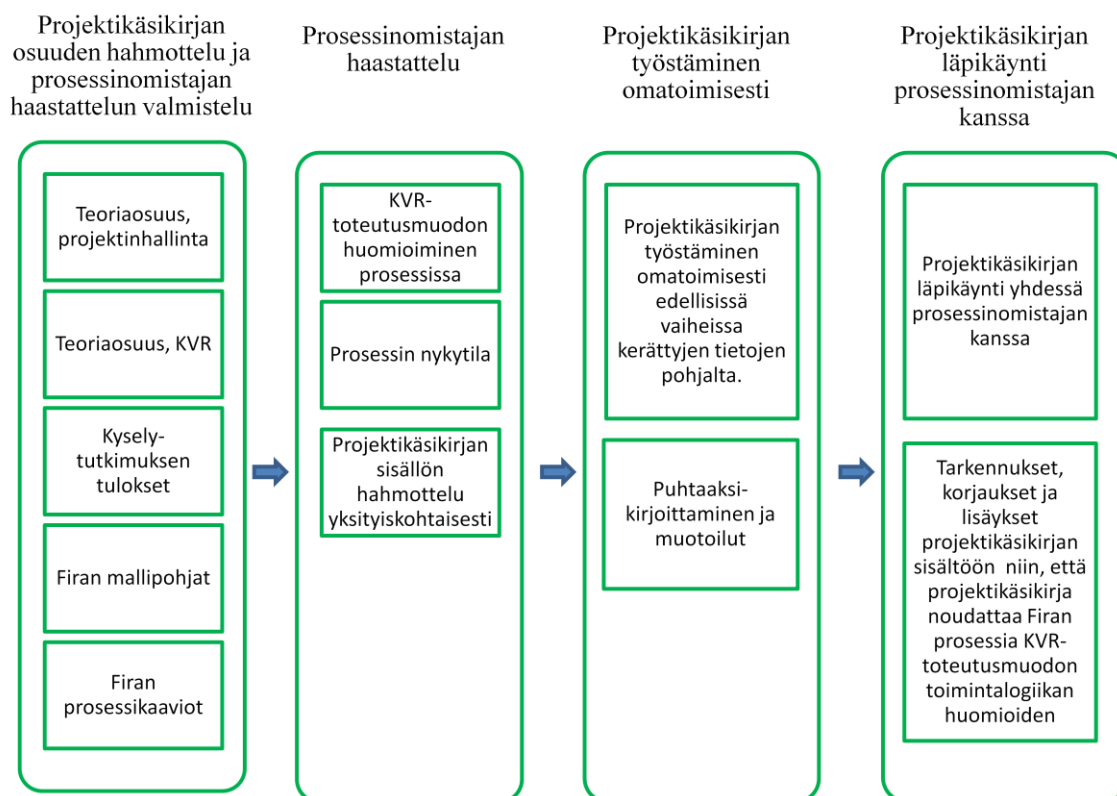 Projektikäsikirjan
osuuden hahmottelu ja
prosessinomistajan
haastattelun valmistelu
Teoriaosuus,
projektinhallinta
Teoriaosuus, KVR
Kysely-
tutkimuksen
tulokset
Firan mallipohjat
Firan
prosessikaaviot
Prosessinomistajan
haastattelu
KVR-
toteutusmuodon
huomioiminen
prosessissa
Prosessin nykytila
Projektikäsikirjan
sisällön
hahmottelu
yksityiskohtaisesti
Projektikäsikirjan
työstäminen
omatoimisesti
Projektikäsikirjan
työstäminen
omatoimisesti
edellisissä
vaiheissa
kerättyjen tietojen
pohjalta.
Puhtaaksi-
kirjoittaminen ja
muotoilut
Projektikäsikirjan
läpikäynti
prosessinomistajan
kanssa
Projektikäsikirjan
läpikäynti yhdessä
prosessinomistajan
kanssa
Tarkennukset,
korjaukset ja
lisäykset
projektikäsikirjan
sisältöön niin, että
projektikäsikirja
noudattaa Firan
prosessia KVR-
toteutusmuodon
toimintalogiikan
huomioiden